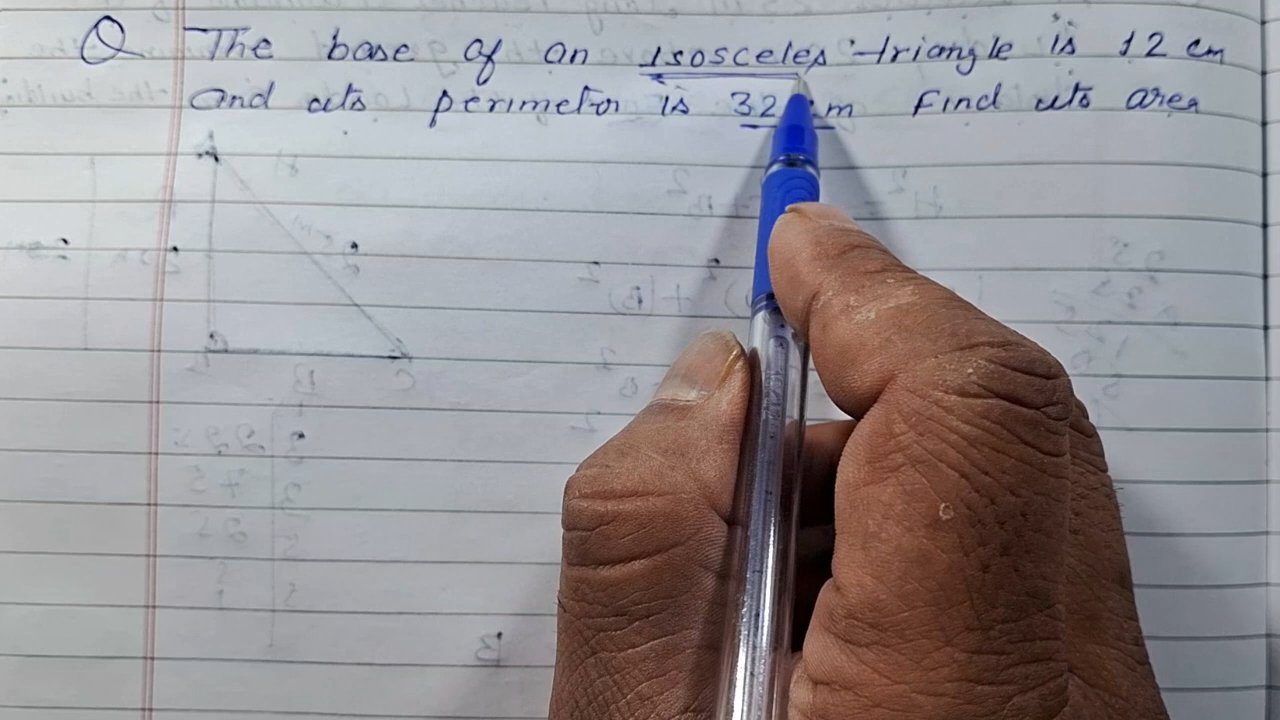 Q The base of an isosceles triangle is 12 cm
and its perimeter is 32 cm Find its area